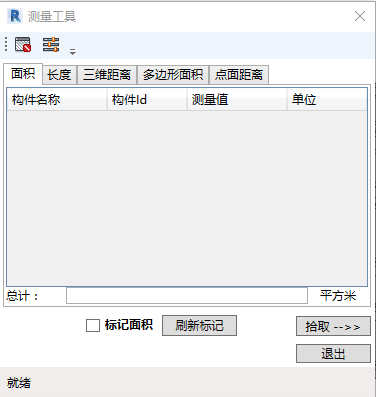 测量工具
面积 长度 三维距离 多边形面积 点面距离
构件名称 构件Id 测量值 单位
总计： 平方米
标记面积 刷新标记 拾取 -->>
退出
就绪